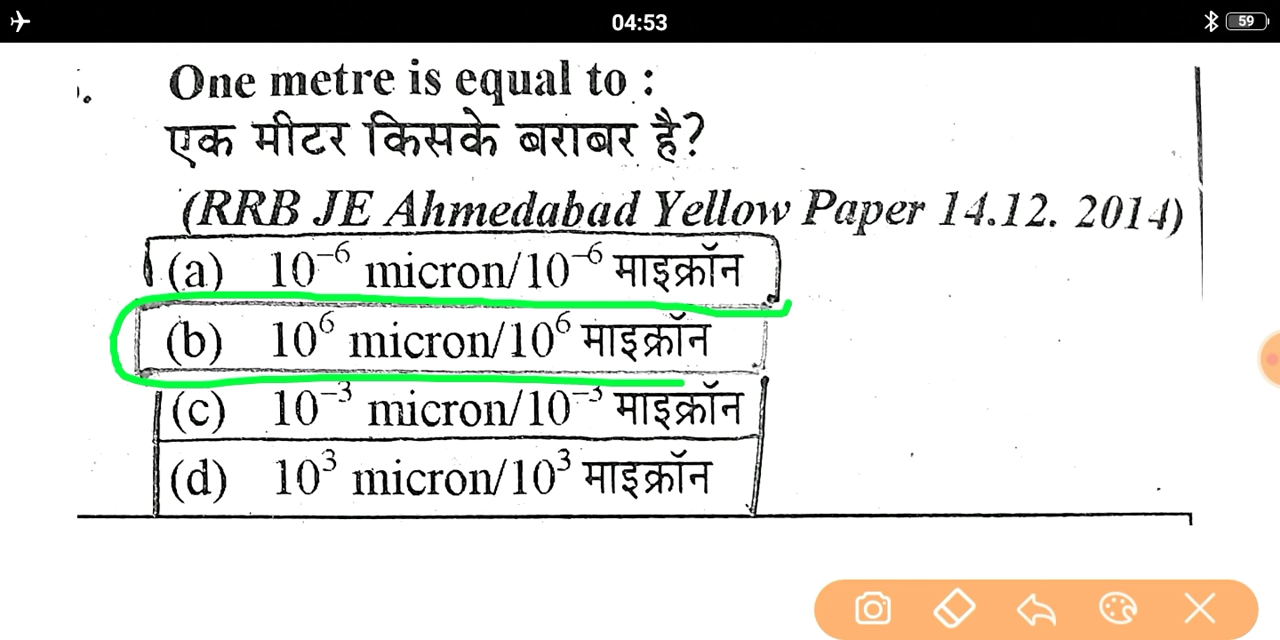 04:53
59
One metre is equal to :
एक मीटर किसके बराबर है?
(RRB JE Ahmedabad Yellow Paper 14.12. 2014)
(a) 10⁻⁶ micron/10⁻⁶ माइक्रॉन
(b) 10⁶ micron/10⁶ माइक्रॉन
(c) 10⁻³ micron/10⁻³ माइक्रॉन
(d) 10³ micron/10³ माइक्रॉन